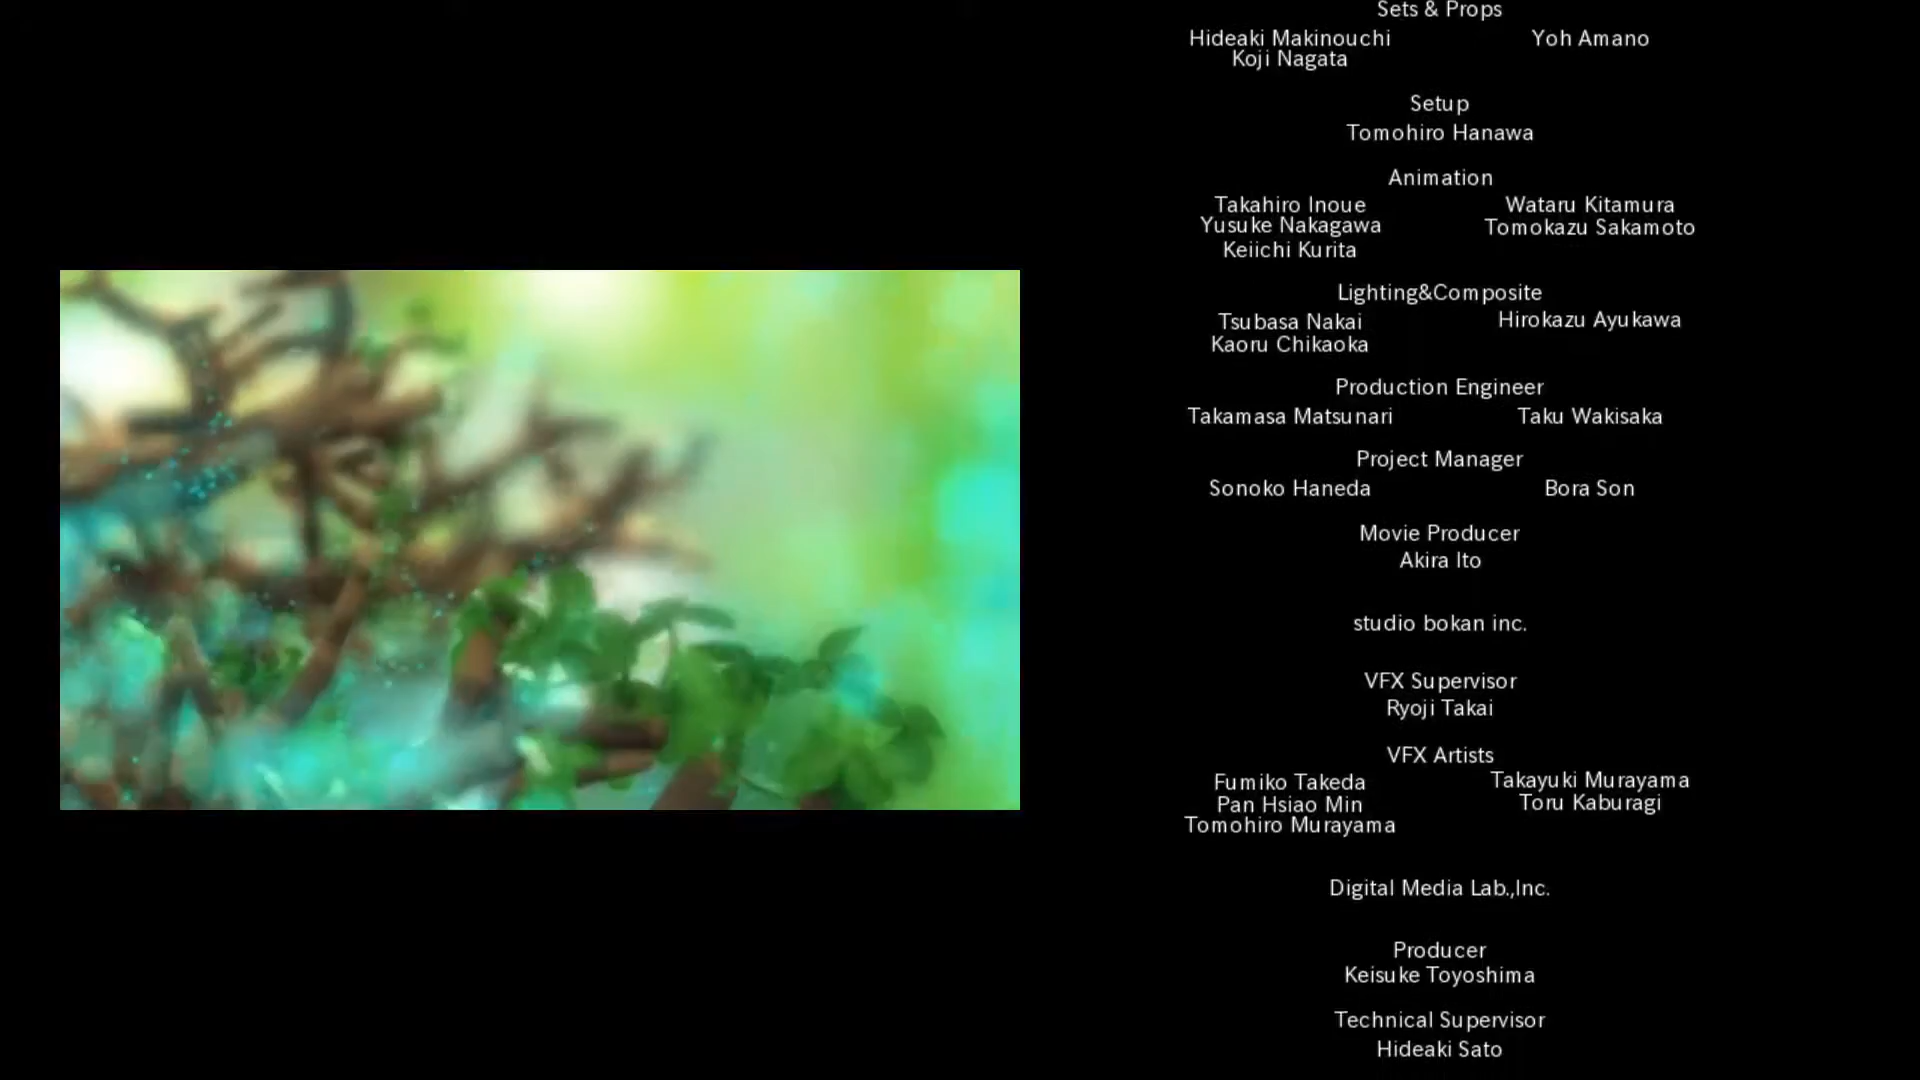 Sets & Props
Hideaki Makinouchi Yoh Amano
Koji Nagata
Setup
Tomohiro Hanawa
Animation
Takahiro Inoue Wataru Kitamura
Yusuke Nakagawa Tomokazu Sakamoto
Keiichi Kurita
Lighting&Composite
Tsubasa Nakai Hirokazu Ayukawa
Kaoru Chikaoka
Production Engineer
Takamasa Matsunari Taku Wakisaka
Project Manager
Sonoko Haneda Bora Son
Movie Producer
Akira Ito
studio bokan inc.
VFX Supervisor
Ryoji Takai
VFX Artists
Fumiko Takeda Takayuki Murayama
Pan Hsiao Min Toru Kaburagi
Tomohiro Murayama
Digital Media Lab.,Inc.
Producer
Keisuke Toyoshima
Technical Supervisor
Hideaki Sato